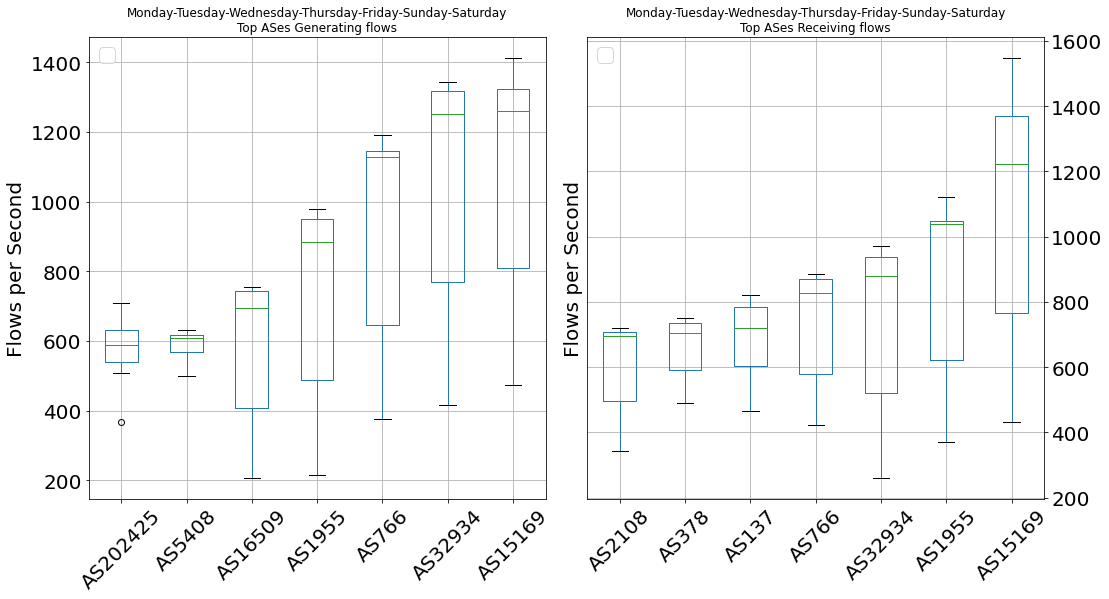 Monday-Tuesday-Wednesday-Thursday-Friday-Sunday-Saturday
Top ASes Generating flows
Flows per Second
1400
1200
1000
800
600
400
200
AS202425
AS5408
AS16509
AS1955
AS766
AS32934
AS15169
Monday-Tuesday-Wednesday-Thursday-Friday-Sunday-Saturday
Top ASes Receiving flows
Flows per Second
1600
1400
1200
1000
800
600
400
200
AS2108
AS378
AS137
AS766
AS32934
AS1955
AS15169